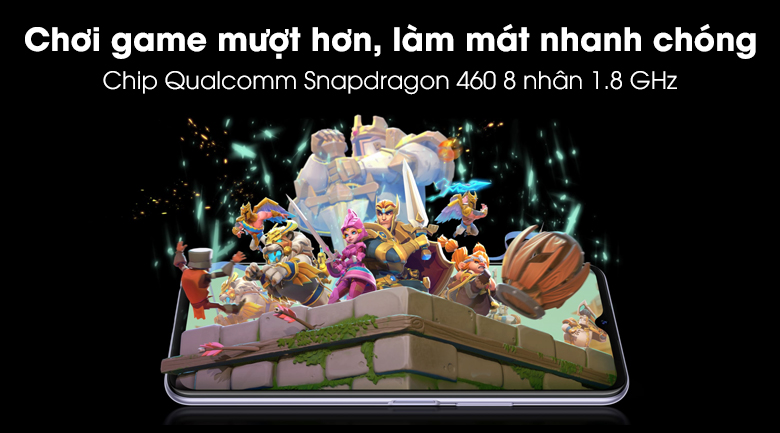 Chơi game mượt hơn, làm mát nhanh chóng
Chip Qualcomm Snapdragon 460 8 nhân 1.8 GHz